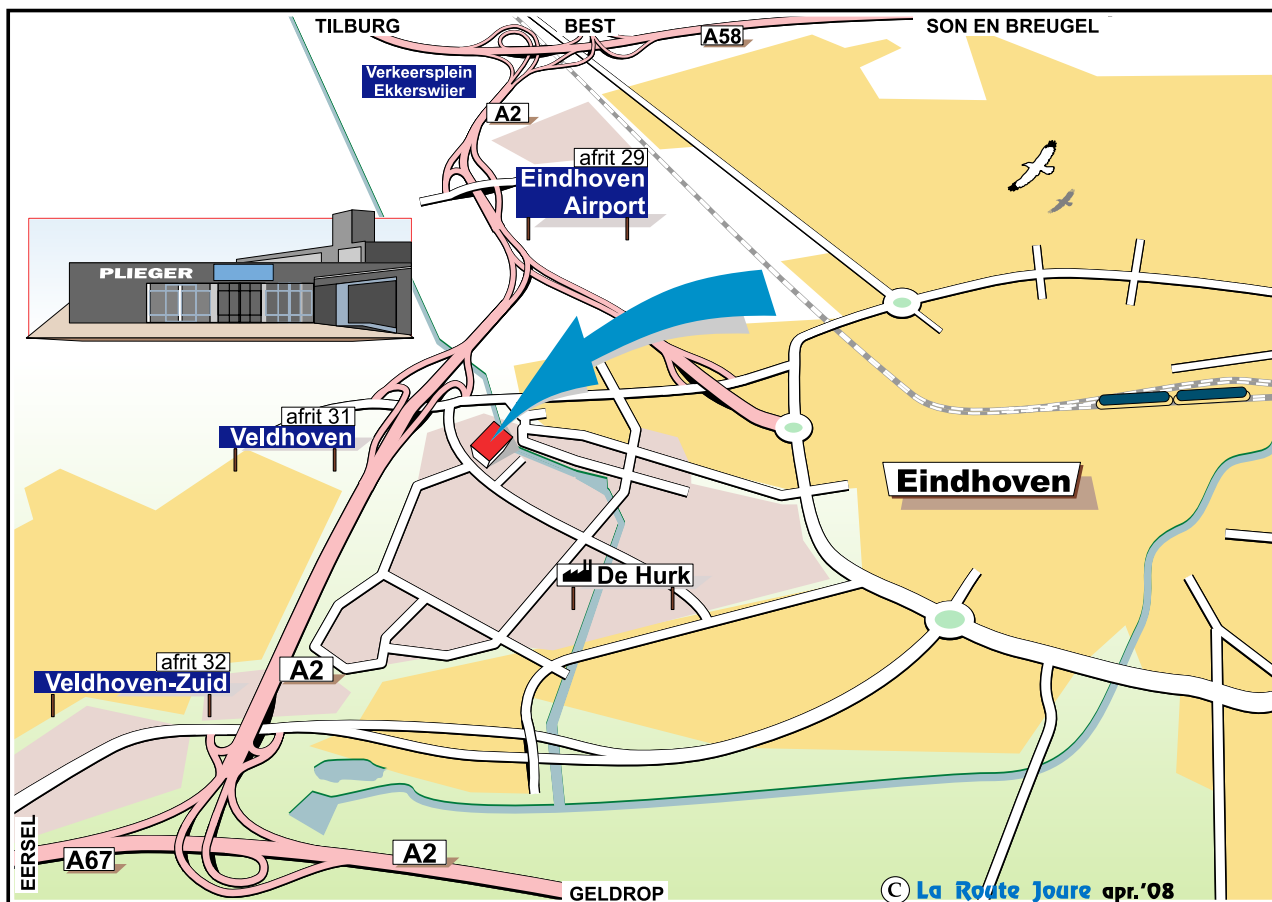 TILBURG
BEST
SON EN BREUGEL
A58
Verkeersplein
Ekkerswijer
A2
afrit 29
Eindhoven
Airport
PLIEGER
afrit 31
Veldhoven
Eindhoven
De Hurk
afrit 32
Veldhoven-Zuid
A2
EERSEL
A67
A2
GELDROP
© La Route Joure apr.'08